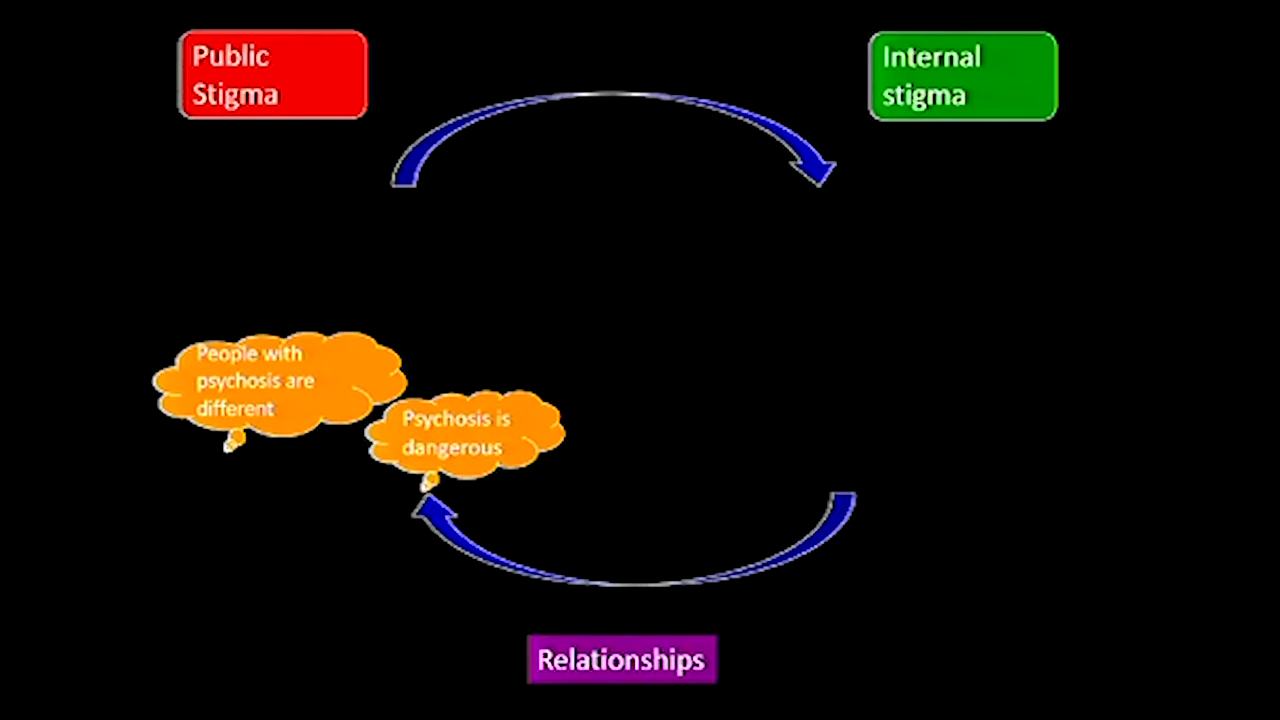 Public
Stigma
Internal
stigma
People with
psychosis are
different
Psychosis is
dangerous
Relationships